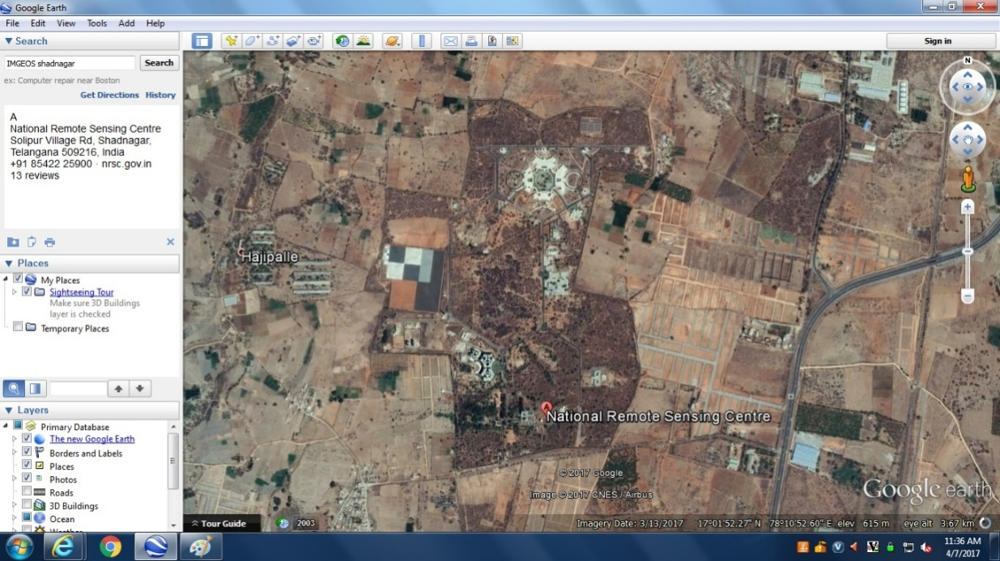 Google Earth
File Edit View Tools Add Help
Search
Sign in
IMGEOS shadnagar Search
ex: Computer repair near Boston
Get Directions History
A
National Remote Sensing Centre
Solipur Village Rd, Shadnagar,
Telangana 509216, India
+91 85422 25900 · nrsc.gov.in
13 reviews
Places
My Places
Sightseeing Tour
Make sure 3D Buildings
layer is checked
Temporary Places
Layers
Primary Database
The new Google Earth
Borders and Labels
Places
Photos
Roads
3D Buildings
Ocean
Weather
N
Hajipalle
A
National Remote Sensing Centre
© 2017 Google
Image © 2017 CNES / Airbus
Google earth
Tour Guide 2003 Imagery Date: 3/13/2017 17°01'52.27" N 78°10'52.60" E elev 615 m eye alt 3.67 km
11:36 AM
4/7/2017